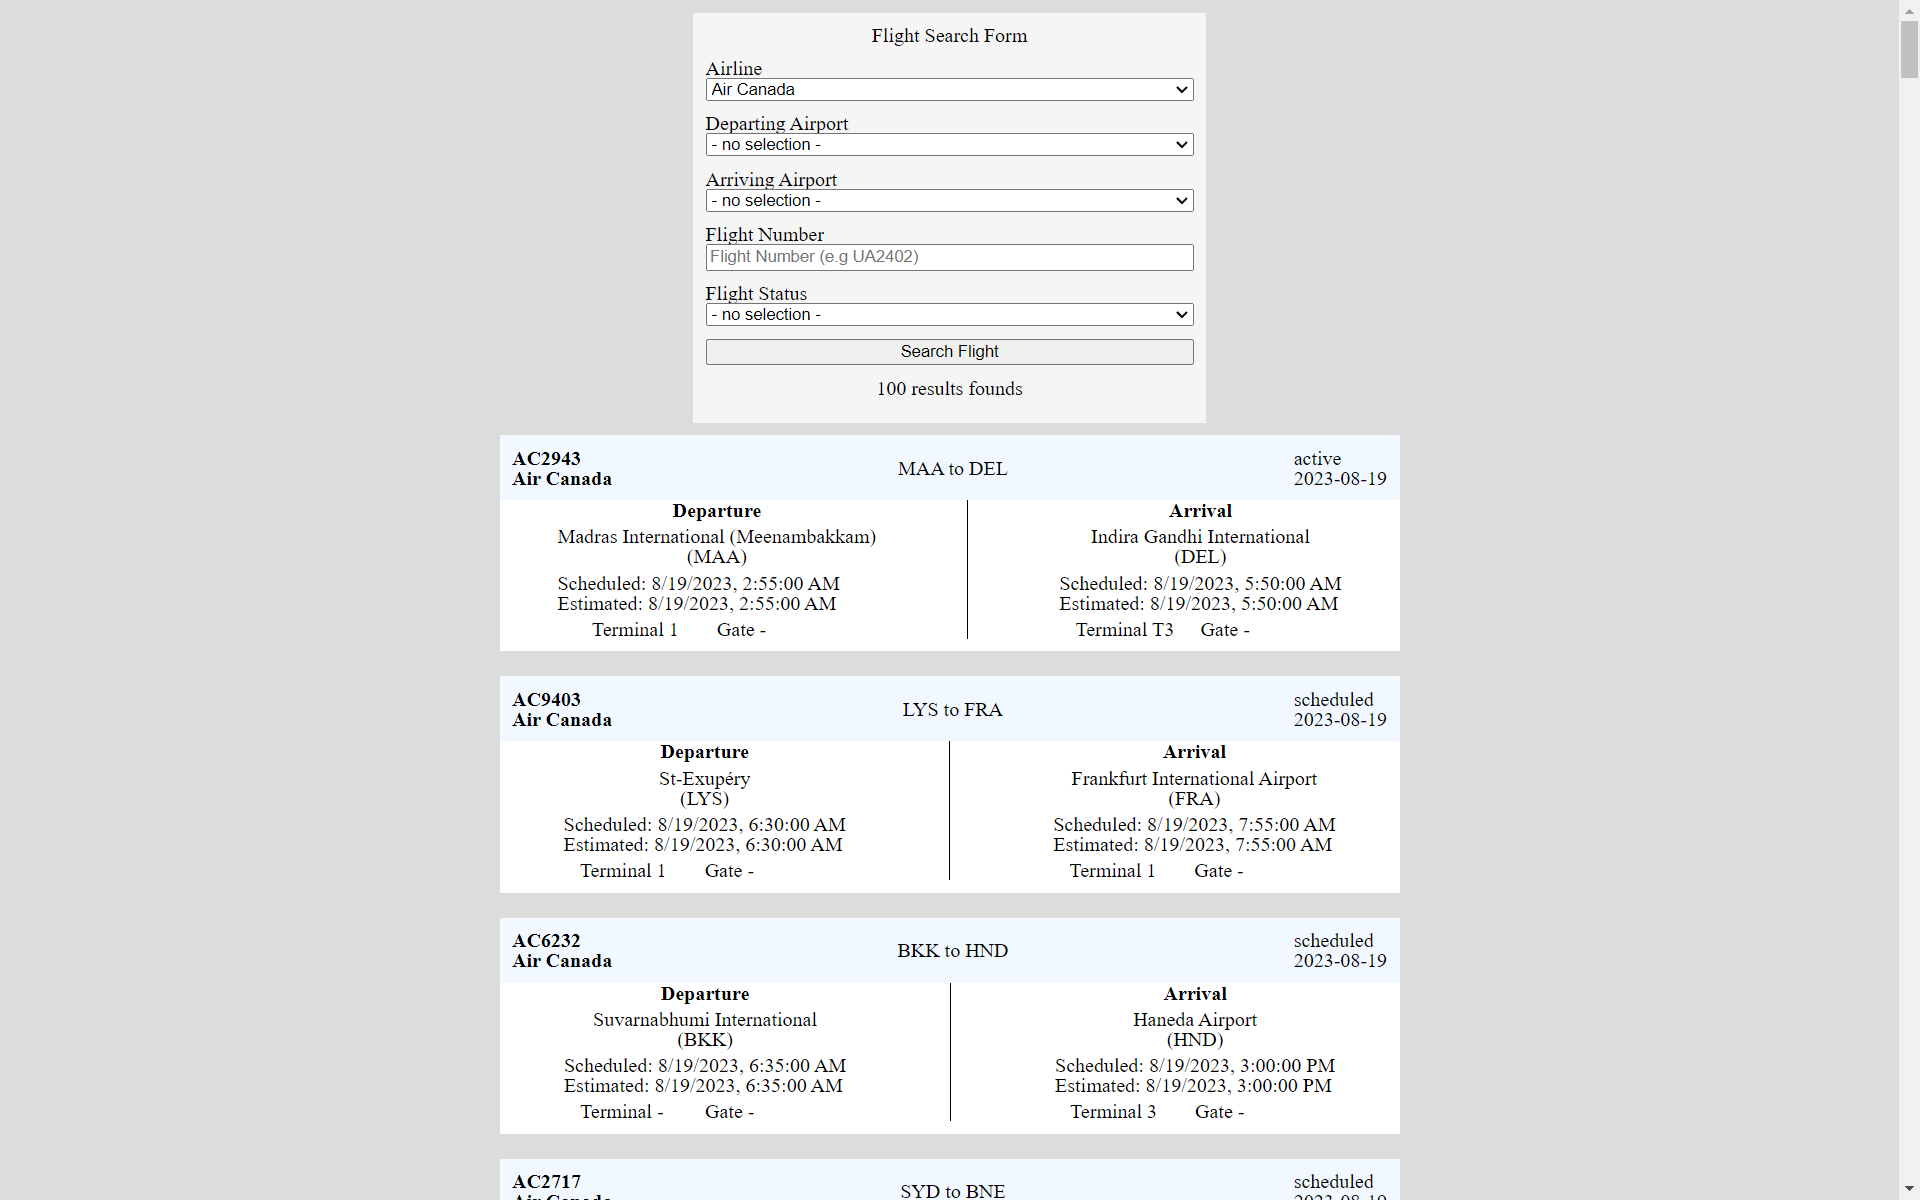 Flight Search Form
Airline
Air Canada
Departing Airport
- no selection -
Arriving Airport
- no selection -
Flight Number
Flight Number (e.g UA2402)
Flight Status
- no selection -
Search Flight
100 results founds
AC2943
Air Canada
MAA to DEL
active
2023-08-19
Departure
Madras International (Meenambakkam)
(MAA)
Scheduled: 8/19/2023, 2:55:00 AM
Estimated: 8/19/2023, 2:55:00 AM
Terminal 1 Gate -
Arrival
Indira Gandhi International
(DEL)
Scheduled: 8/19/2023, 5:50:00 AM
Estimated: 8/19/2023, 5:50:00 AM
Terminal T3 Gate -
AC9403
Air Canada
LYS to FRA
scheduled
2023-08-19
Departure
St-Exupéry
(LYS)
Scheduled: 8/19/2023, 6:30:00 AM
Estimated: 8/19/2023, 6:30:00 AM
Terminal 1 Gate -
Arrival
Frankfurt International Airport
(FRA)
Scheduled: 8/19/2023, 7:55:00 AM
Estimated: 8/19/2023, 7:55:00 AM
Terminal 1 Gate -
AC6232
Air Canada
BKK to HND
scheduled
2023-08-19
Departure
Suvarnabhumi International
(BKK)
Scheduled: 8/19/2023, 6:35:00 AM
Estimated: 8/19/2023, 6:35:00 AM
Terminal - Gate -
Arrival
Haneda Airport
(HND)
Scheduled: 8/19/2023, 3:00:00 PM
Estimated: 8/19/2023, 3:00:00 PM
Terminal 3 Gate -
AC2717
Air Canada
SYD to BNE
scheduled
2023-08-19